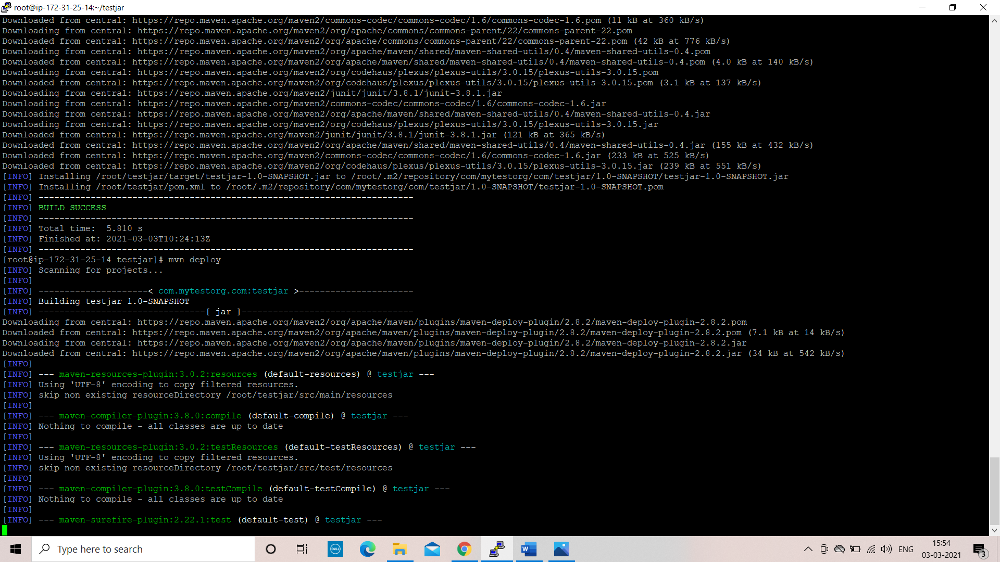 root@ip-172-31-25-14:~/testjar
Downloaded from central: https://repo.maven.apache.org/maven2/commons-codec/commons-codec/1.6/commons-codec-1.6.pom (11 kB at 360 kB/s)
Downloading from central: https://repo.maven.apache.org/maven2/org/apache/commons/commons-parent/22/commons-parent-22.pom
Downloaded from central: https://repo.maven.apache.org/maven2/org/apache/commons/commons-parent/22/commons-parent-22.pom (42 kB at 776 kB/s)
Downloading from central: https://repo.maven.apache.org/maven2/org/apache/maven/shared/maven-shared-utils/0.4/maven-shared-utils-0.4.pom
Downloaded from central: https://repo.maven.apache.org/maven2/org/apache/maven/shared/maven-shared-utils/0.4/maven-shared-utils-0.4.pom (4.0 kB at 140 kB/s)
Downloading from central: https://repo.maven.apache.org/maven2/org/codehaus/plexus/plexus-utils/3.0.15/plexus-utils-3.0.15.pom
Downloaded from central: https://repo.maven.apache.org/maven2/org/codehaus/plexus/plexus-utils/3.0.15/plexus-utils-3.0.15.pom (3.1 kB at 137 kB/s)
Downloading from central: https://repo.maven.apache.org/maven2/junit/junit/3.8.1/junit-3.8.1.jar
Downloading from central: https://repo.maven.apache.org/maven2/commons-codec/commons-codec/1.6/commons-codec-1.6.jar
Downloading from central: https://repo.maven.apache.org/maven2/org/apache/maven/shared/maven-shared-utils/0.4/maven-shared-utils-0.4.jar
Downloading from central: https://repo.maven.apache.org/maven2/org/codehaus/plexus/plexus-utils/3.0.15/plexus-utils-3.0.15.jar
Downloaded from central: https://repo.maven.apache.org/maven2/junit/junit/3.8.1/junit-3.8.1.jar (121 kB at 365 kB/s)
Downloaded from central: https://repo.maven.apache.org/maven2/org/apache/maven/shared/maven-shared-utils/0.4/maven-shared-utils-0.4.jar (155 kB at 432 kB/s)
Downloaded from central: https://repo.maven.apache.org/maven2/commons-codec/commons-codec/1.6/commons-codec-1.6.jar (233 kB at 525 kB/s)
Downloaded from central: https://repo.maven.apache.org/maven2/org/codehaus/plexus/plexus-utils/3.0.15/plexus-utils-3.0.15.jar (239 kB at 551 kB/s)
[INFO] Installing /root/testjar/target/testjar-1.0-SNAPSHOT.jar to /root/.m2/repository/com/mytestorg/com/testjar/1.0-SNAPSHOT/testjar-1.0-SNAPSHOT.jar
[INFO] Installing /root/testjar/pom.xml to /root/.m2/repository/com/mytestorg/com/testjar/1.0-SNAPSHOT/testjar-1.0-SNAPSHOT.pom
[INFO] ------------------------------------------------------------------------
[INFO] BUILD SUCCESS
[INFO] ------------------------------------------------------------------------
[INFO] Total time:  5.810 s
[INFO] Finished at: 2021-03-03T10:24:13Z
[INFO] ------------------------------------------------------------------------
[root@ip-172-31-25-14 testjar]# mvn deploy
[INFO] Scanning for projects...
[INFO]
[INFO] ---------------------< com.mytestorg.com:testjar >----------------------
[INFO] Building testjar 1.0-SNAPSHOT
[INFO] --------------------------------[ jar ]---------------------------------
Downloading from central: https://repo.maven.apache.org/maven2/org/apache/maven/plugins/maven-deploy-plugin/2.8.2/maven-deploy-plugin-2.8.2.pom
Downloaded from central: https://repo.maven.apache.org/maven2/org/apache/maven/plugins/maven-deploy-plugin/2.8.2/maven-deploy-plugin-2.8.2.pom (7.1 kB at 14 kB/s)
Downloading from central: https://repo.maven.apache.org/maven2/org/apache/maven/plugins/maven-deploy-plugin/2.8.2/maven-deploy-plugin-2.8.2.jar
Downloaded from central: https://repo.maven.apache.org/maven2/org/apache/maven/plugins/maven-deploy-plugin/2.8.2/maven-deploy-plugin-2.8.2.jar (34 kB at 542 kB/s)
[INFO]
[INFO] --- maven-resources-plugin:3.0.2:resources (default-resources) @ testjar ---
[INFO] Using 'UTF-8' encoding to copy filtered resources.
[INFO] skip non existing resourceDirectory /root/testjar/src/main/resources
[INFO]
[INFO] --- maven-compiler-plugin:3.8.0:compile (default-compile) @ testjar ---
[INFO] Nothing to compile - all classes are up to date
[INFO]
[INFO] --- maven-resources-plugin:3.0.2:testResources (default-testResources) @ testjar ---
[INFO] Using 'UTF-8' encoding to copy filtered resources.
[INFO] skip non existing resourceDirectory /root/testjar/src/test/resources
[INFO]
[INFO] --- maven-compiler-plugin:3.8.0:testCompile (default-testCompile) @ testjar ---
[INFO] Nothing to compile - all classes are up to date
[INFO]
[INFO] --- maven-surefire-plugin:2.22.1:test (default-test) @ testjar ---
Type here to search
DELL
W
ENG
15:54
03-03-2021
3